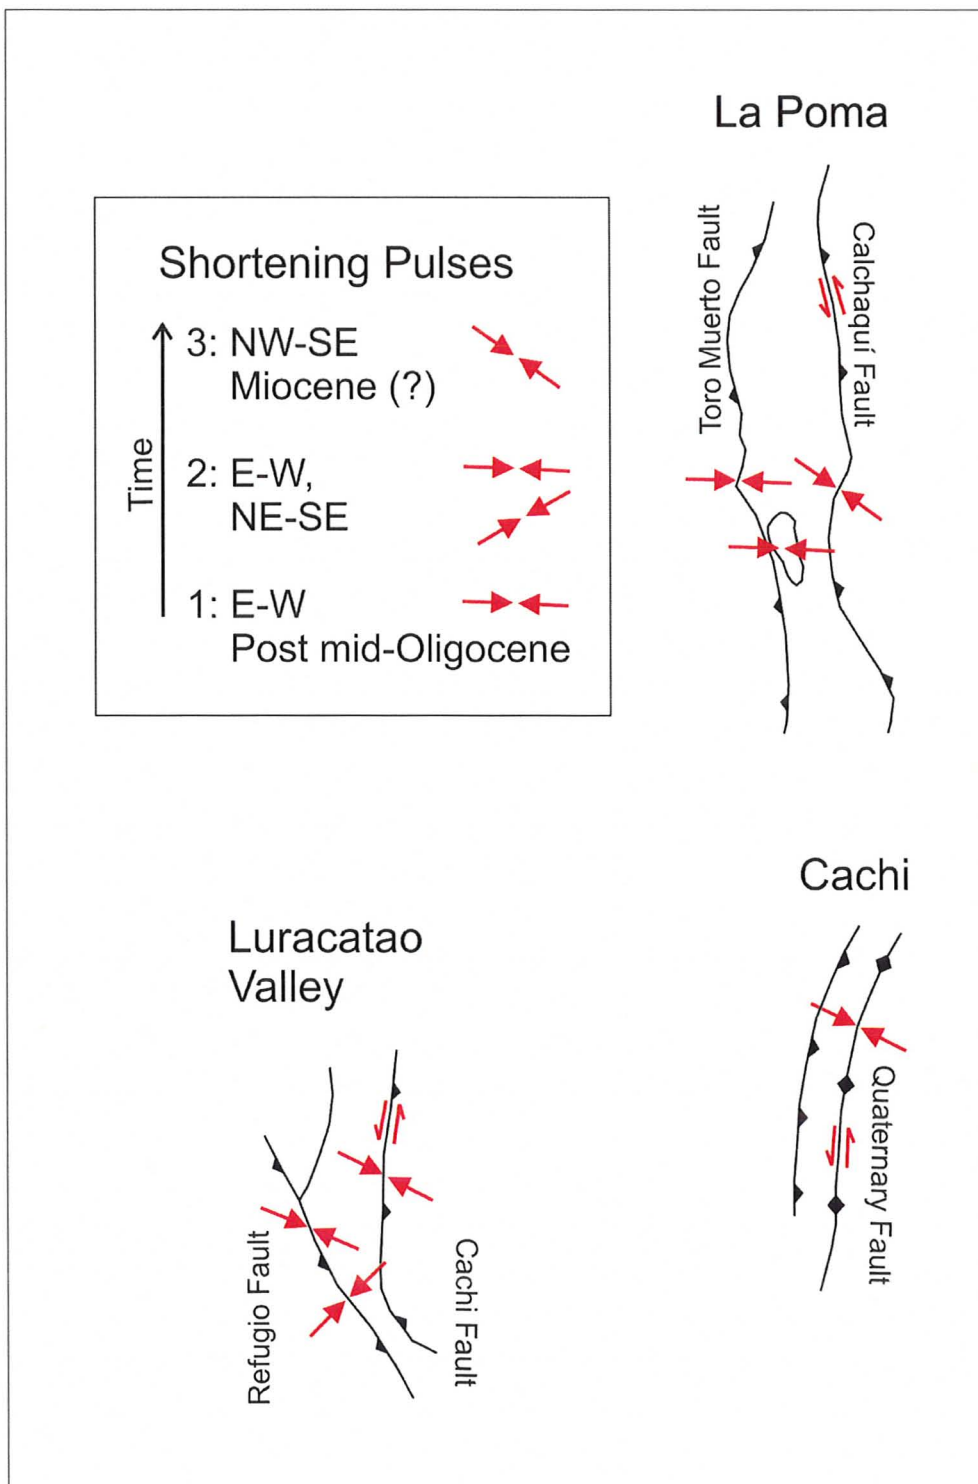 La Poma
Toro Muerto Fault
Calchaquí Fault
Shortening Pulses
Time
3: NW-SE
Miocene (?)
2: E-W,
NE-SE
1: E-W
Post mid-Oligocene
Cachi
Quaternary Fault
Luracatao
Valley
Refugio Fault
Cachi Fault